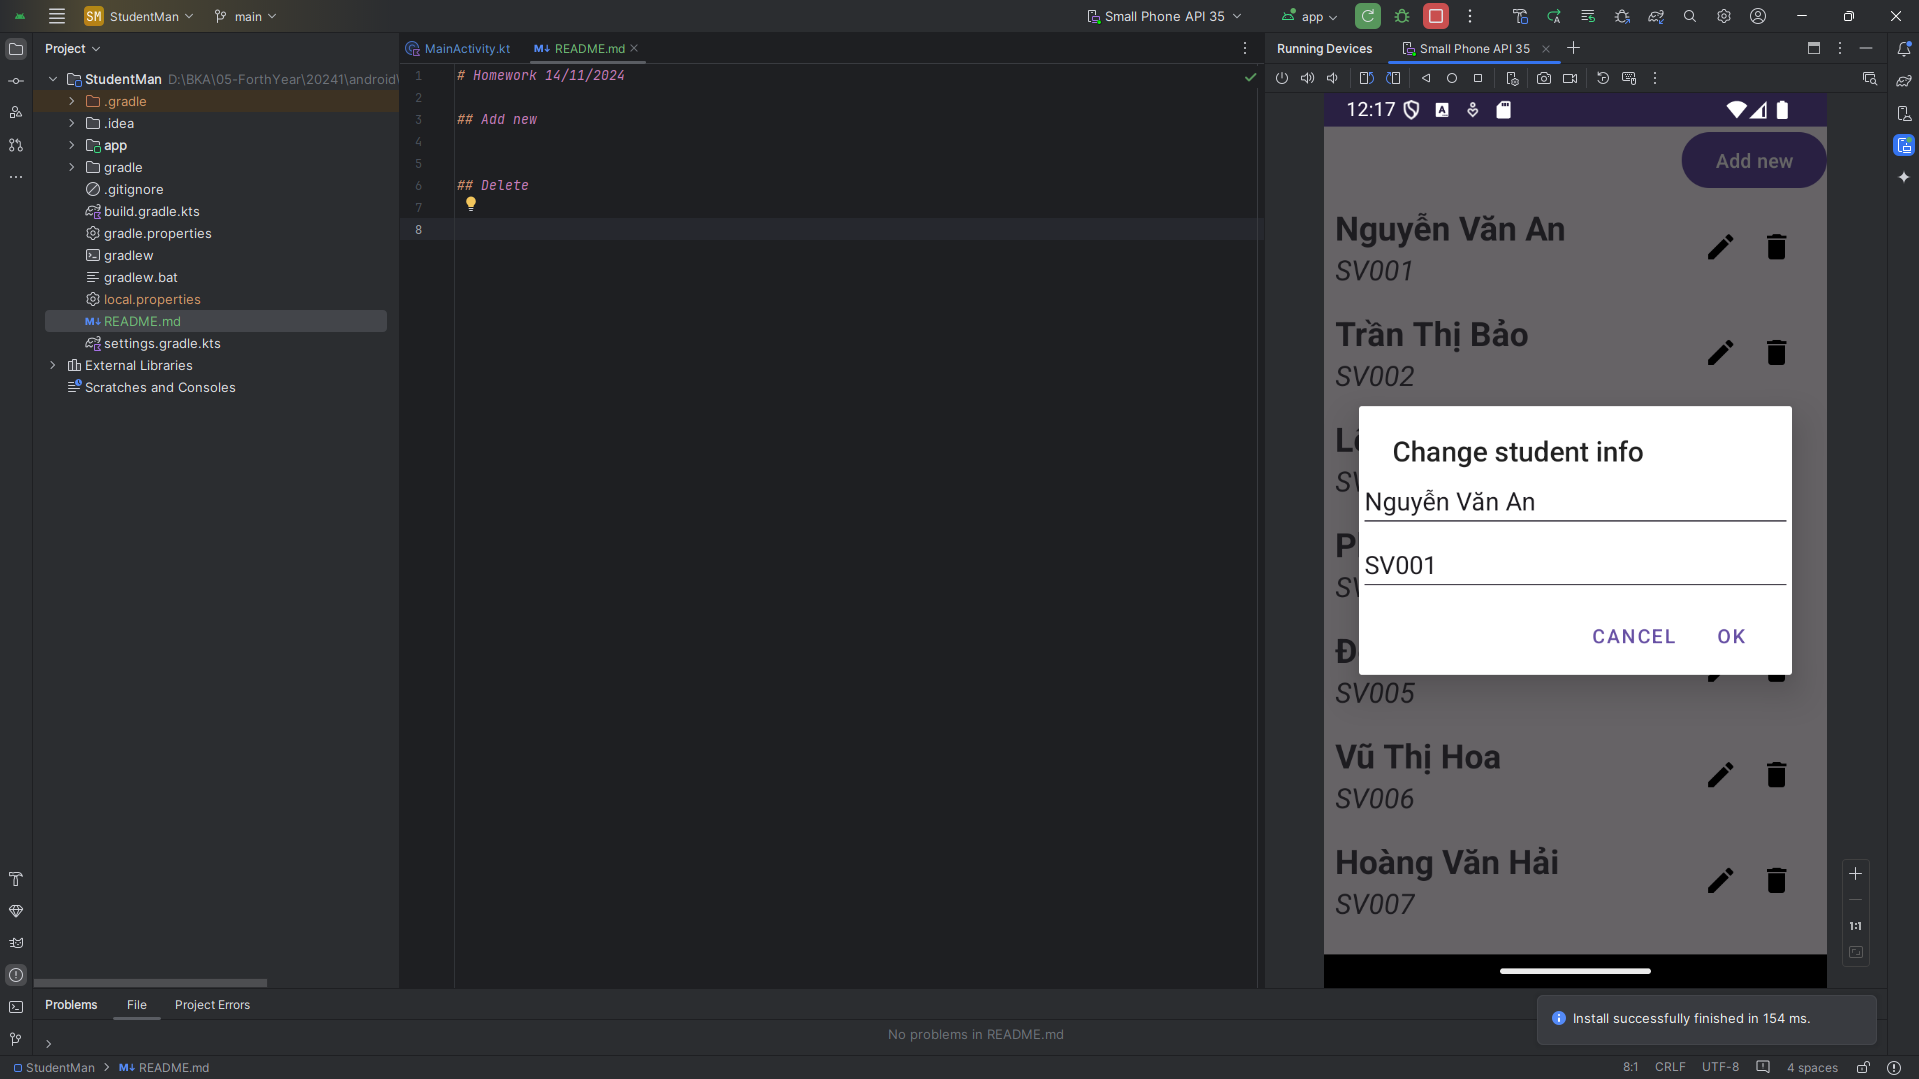 SM StudentMan main Small Phone API 35 app
Project
StudentMan D:\BKA\05-ForthYear\20241\android\
.gradle
.idea
app
gradle
.gitignore
build.gradle.kts
gradle.properties
gradlew
gradlew.bat
local.properties
README.md
settings.gradle.kts
External Libraries
Scratches and Consoles
MainActivity.kt README.md
1 # Homework 14/11/2024
2
3 ## Add new
4
5
6 ## Delete
7
8
Running Devices Small Phone API 35
12:17
Add new
Nguyễn Văn An
SV001
Trần Thị Bảo
SV002
Change student info
Nguyễn Văn An
SV001
CANCEL OK
SV005
Vũ Thị Hoa
SV006
Hoàng Văn Hải
SV007
1:1
Problems File Project Errors
No problems in README.md
Install successfully finished in 154 ms.
StudentMan README.md
8:1 CRLF UTF-8 4 spaces